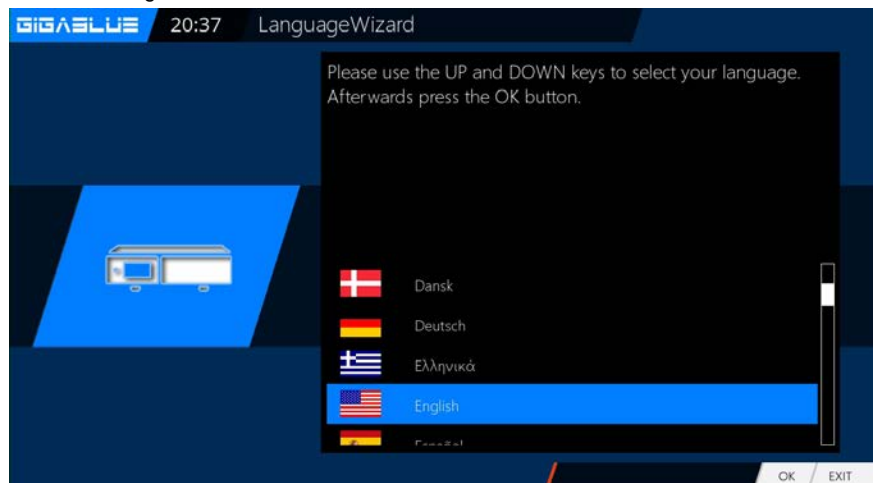 GIGABLUE 20:37 LanguageWizard
Please use the UP and DOWN keys to select your language.
Afterwards press the OK button.
Dansk
Deutsch
Ελληνικά
English
OK EXIT